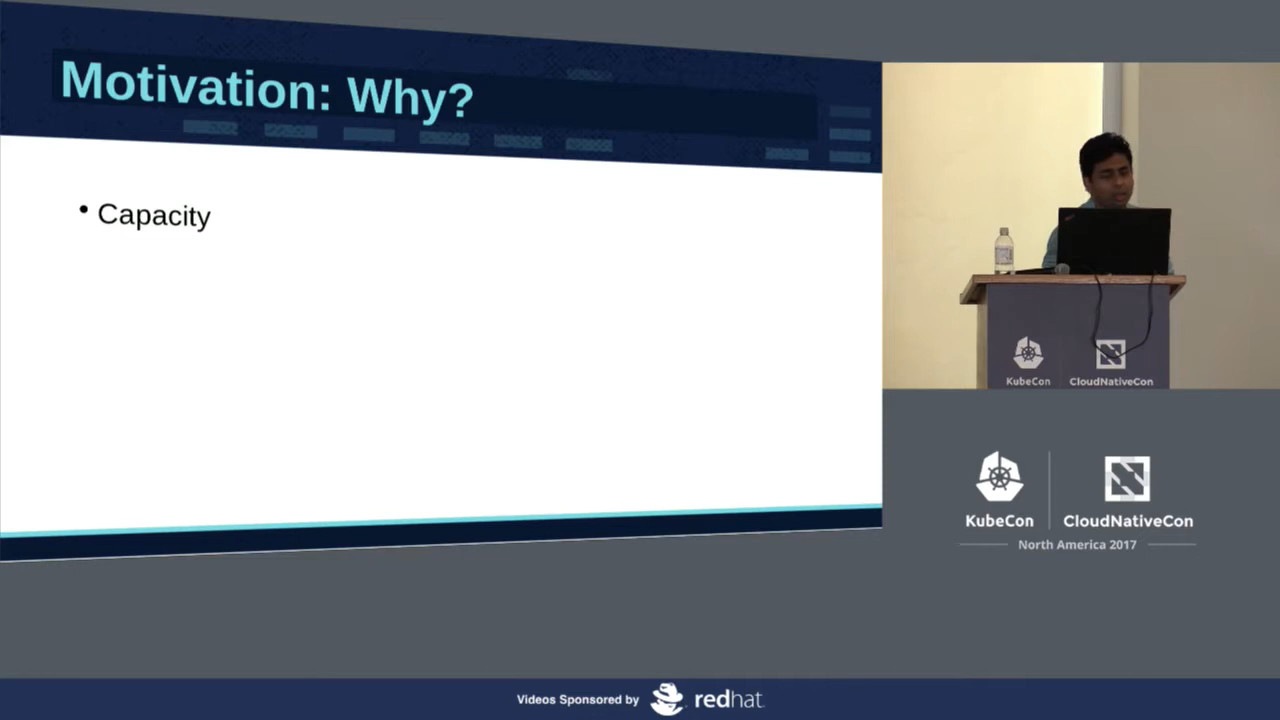 Motivation: Why?
• Capacity
KubeCon
CloudNativeCon
KubeCon
CloudNativeCon
North America 2017
Videos Sponsored by
redhat